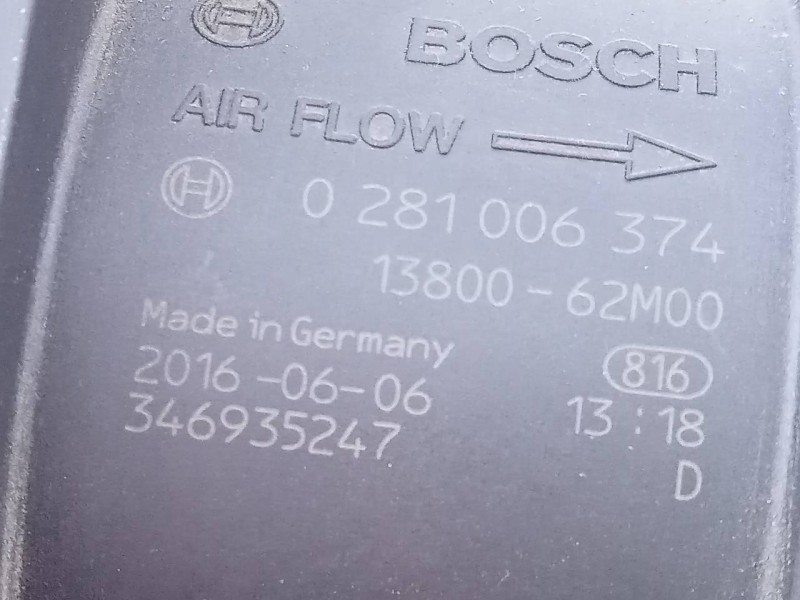 BOSCH
AIR FLOW
0 281 006 374
13800-62M00
Made in Germany
816
2016-06-06
13:18
346935247
D